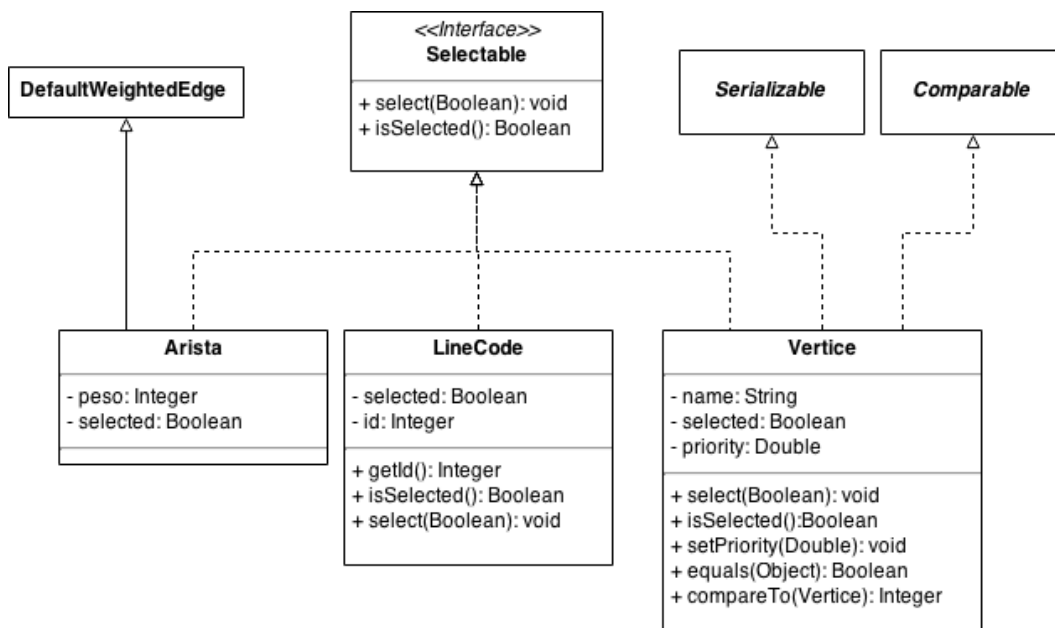 <<Interface>>
Selectable
+ select(Boolean): void
+ isSelected(): Boolean
DefaultWeightedEdge
Serializable
Comparable
Arista
- peso: Integer
- selected: Boolean
LineCode
- selected: Boolean
- id: Integer
+ getId(): Integer
+ isSelected(): Boolean
+ select(Boolean): void
Vertice
- name: String
- selected: Boolean
- priority: Double
+ select(Boolean): void
+ isSelected():Boolean
+ setPriority(Double): void
+ equals(Object): Boolean
+ compareTo(Vertice): Integer